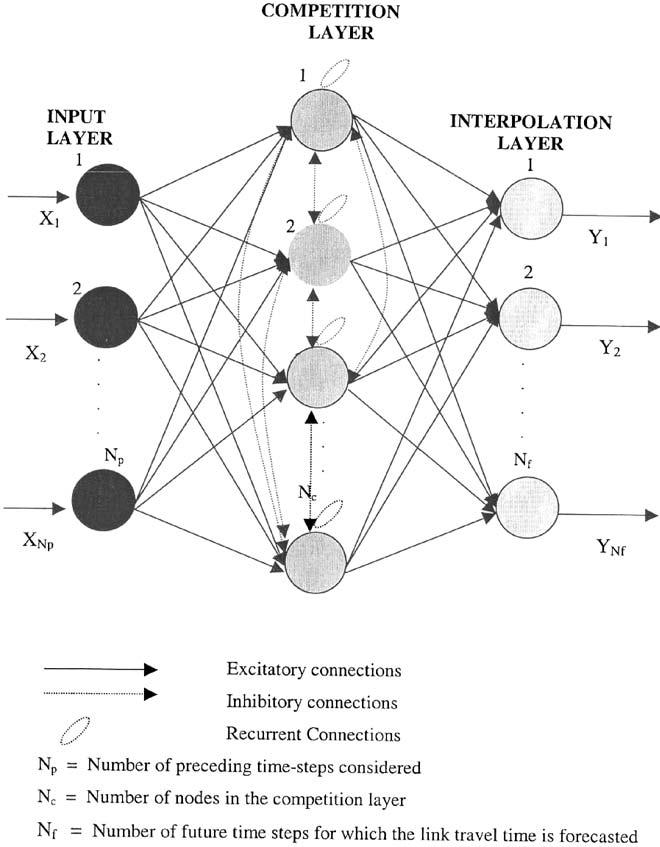 COMPETITION
LAYER
1
INPUT
LAYER
1
INTERPOLATION
LAYER
1
X1
2
Y1
2
2
X2
Y2
Np
Nf
Nc
XNp
YNf
Excitatory connections
Inhibitory connections
Recurrent Connections
Np = Number of preceding time-steps considered
Nc = Number of nodes in the competition layer
Nf = Number of future time steps for which the link travel time is forecasted